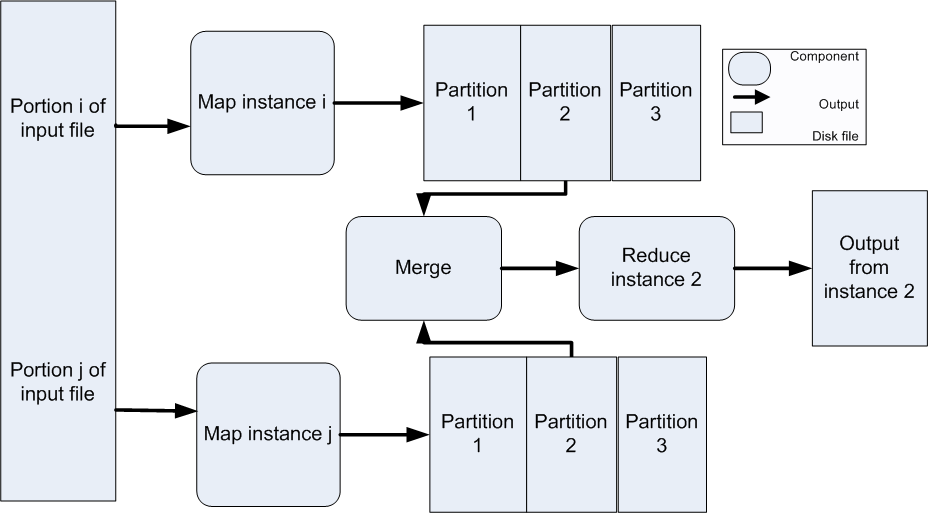 Portion i of
input file
Map instance i
Partition
1
Partition
2
Partition
3
Component
Output
Disk file
Merge
Reduce
instance 2
Output
from
instance 2
Portion j of
input file
Map instance j
Partition
1
Partition
2
Partition
3